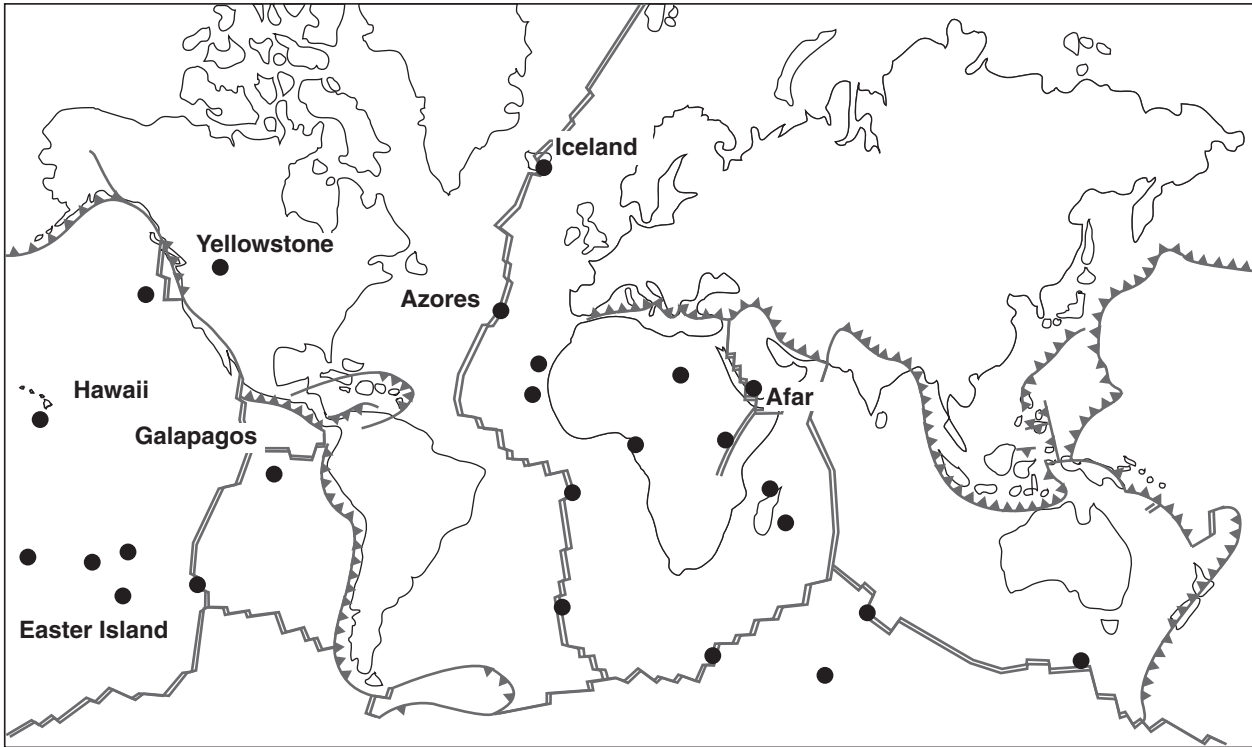 Iceland
Yellowstone
Azores
Hawaii
Afar
Galapagos
Easter Island